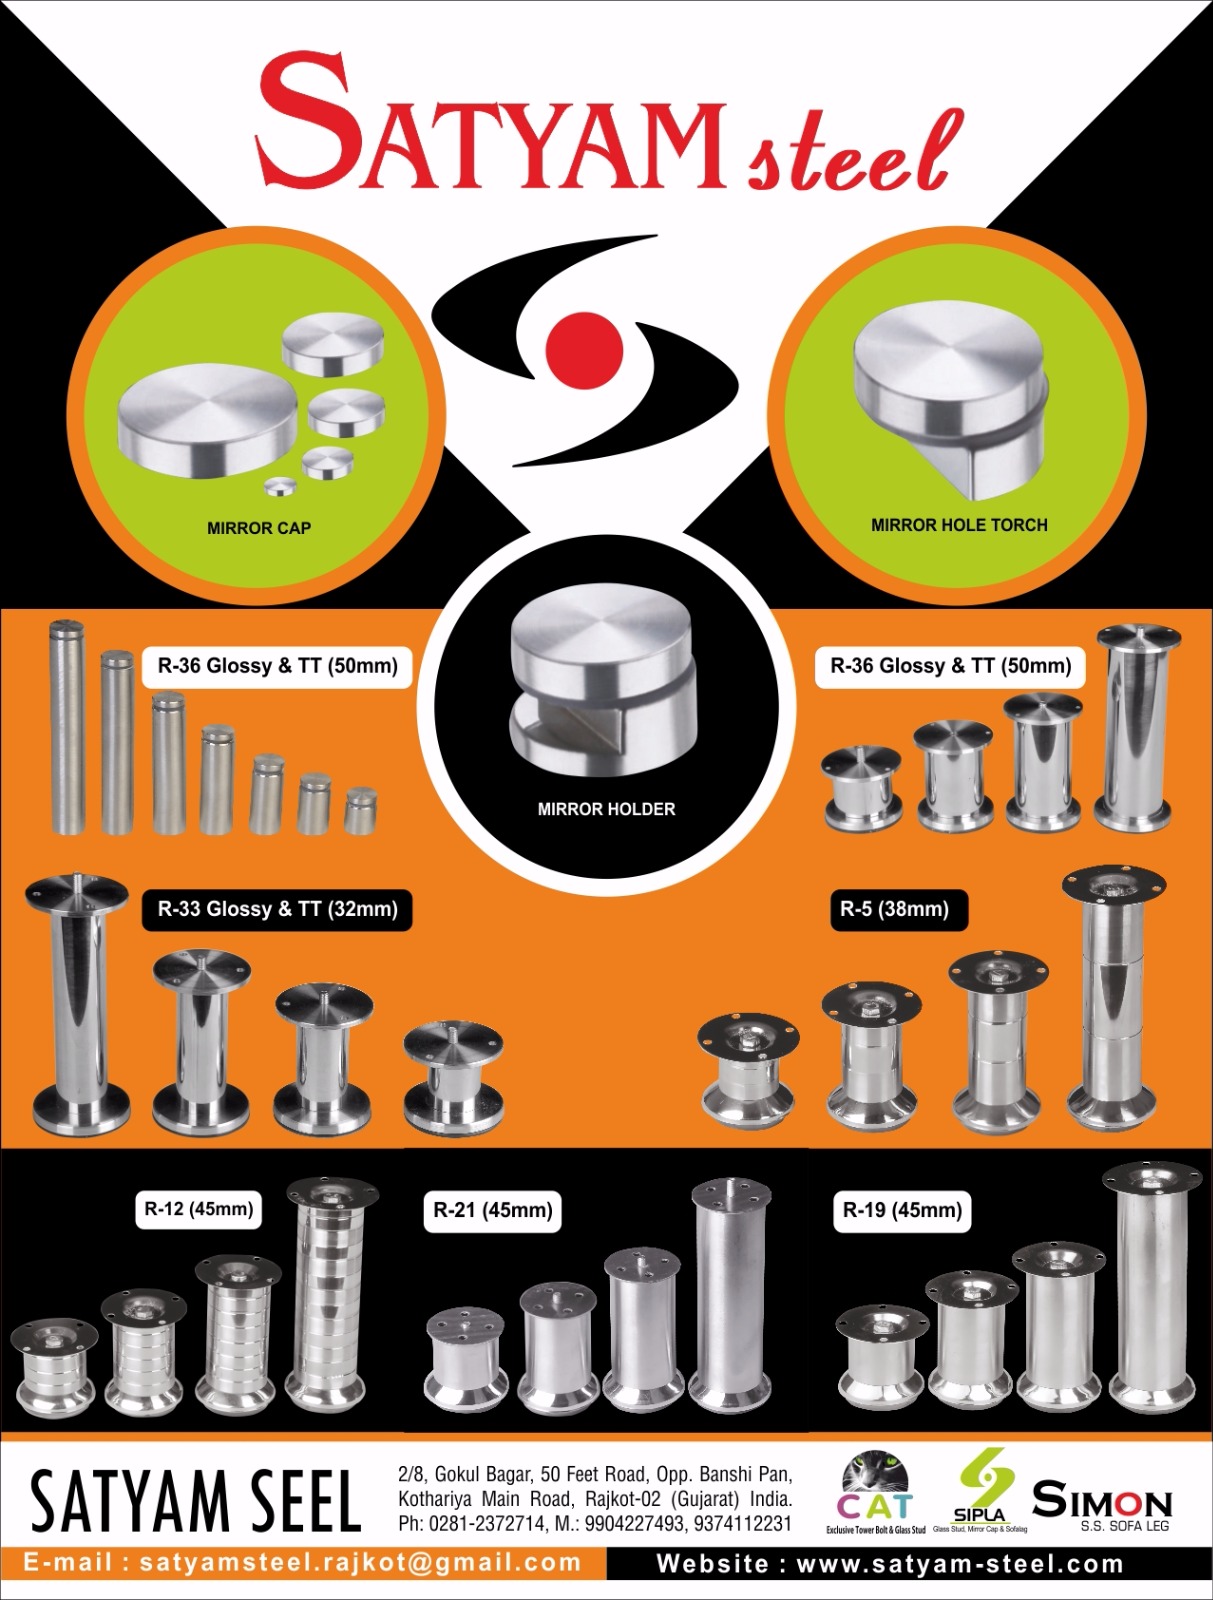 SATYAM steel
MIRROR CAP
MIRROR HOLE TORCH
MIRROR HOLDER
R-36 Glossy & TT (50mm)
R-36 Glossy & TT (50mm)
R-33 Glossy & TT (32mm)
R-5 (38mm)
R-12 (45mm)
R-21 (45mm)
R-19 (45mm)
SATYAM SEEL
2/8, Gokul Bagar, 50 Feet Road, Opp. Banshi Pan,
Kothariya Main Road, Rajkot-02 (Gujarat) India.
Ph: 0281-2372714, M.: 9904227493, 9374112231
CAT
Exclusive Tower Bolt & Glass Stud
SIPLA
Glass Stud, Mirror Cap & Sofaleg
SIMON
S.S. SOFA LEG
E-mail : satyamsteel.rajkot@gmail.com
Website : www.satyam-steel.com